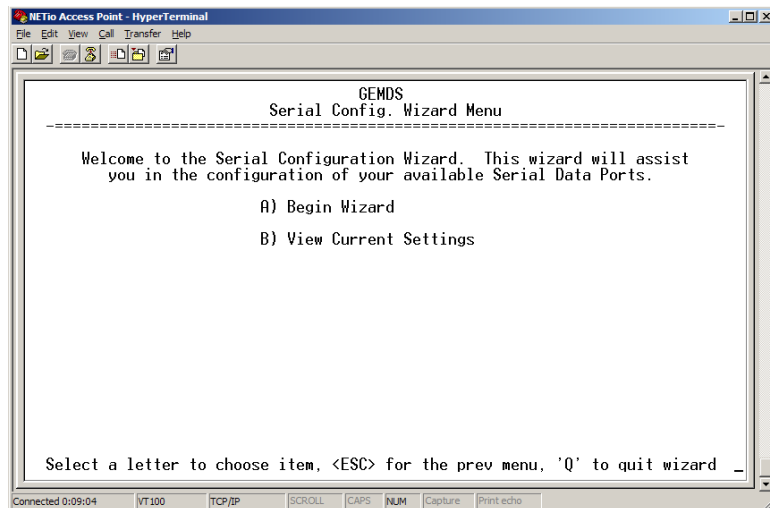 NETio Access Point - HyperTerminal
File Edit View Call Transfer Help
GEMDS
Serial Config. Wizard Menu
-==========================================================================-
Welcome to the Serial Configuration Wizard.  This wizard will assist
you in the configuration of your available Serial Data Ports.
A) Begin Wizard
B) View Current Settings
Select a letter to choose item, <ESC> for the prev menu, 'Q' to quit wizard _
Connected 0:09:04 VT100 TCP/IP SCROLL CAPS NUM Capture Print echo